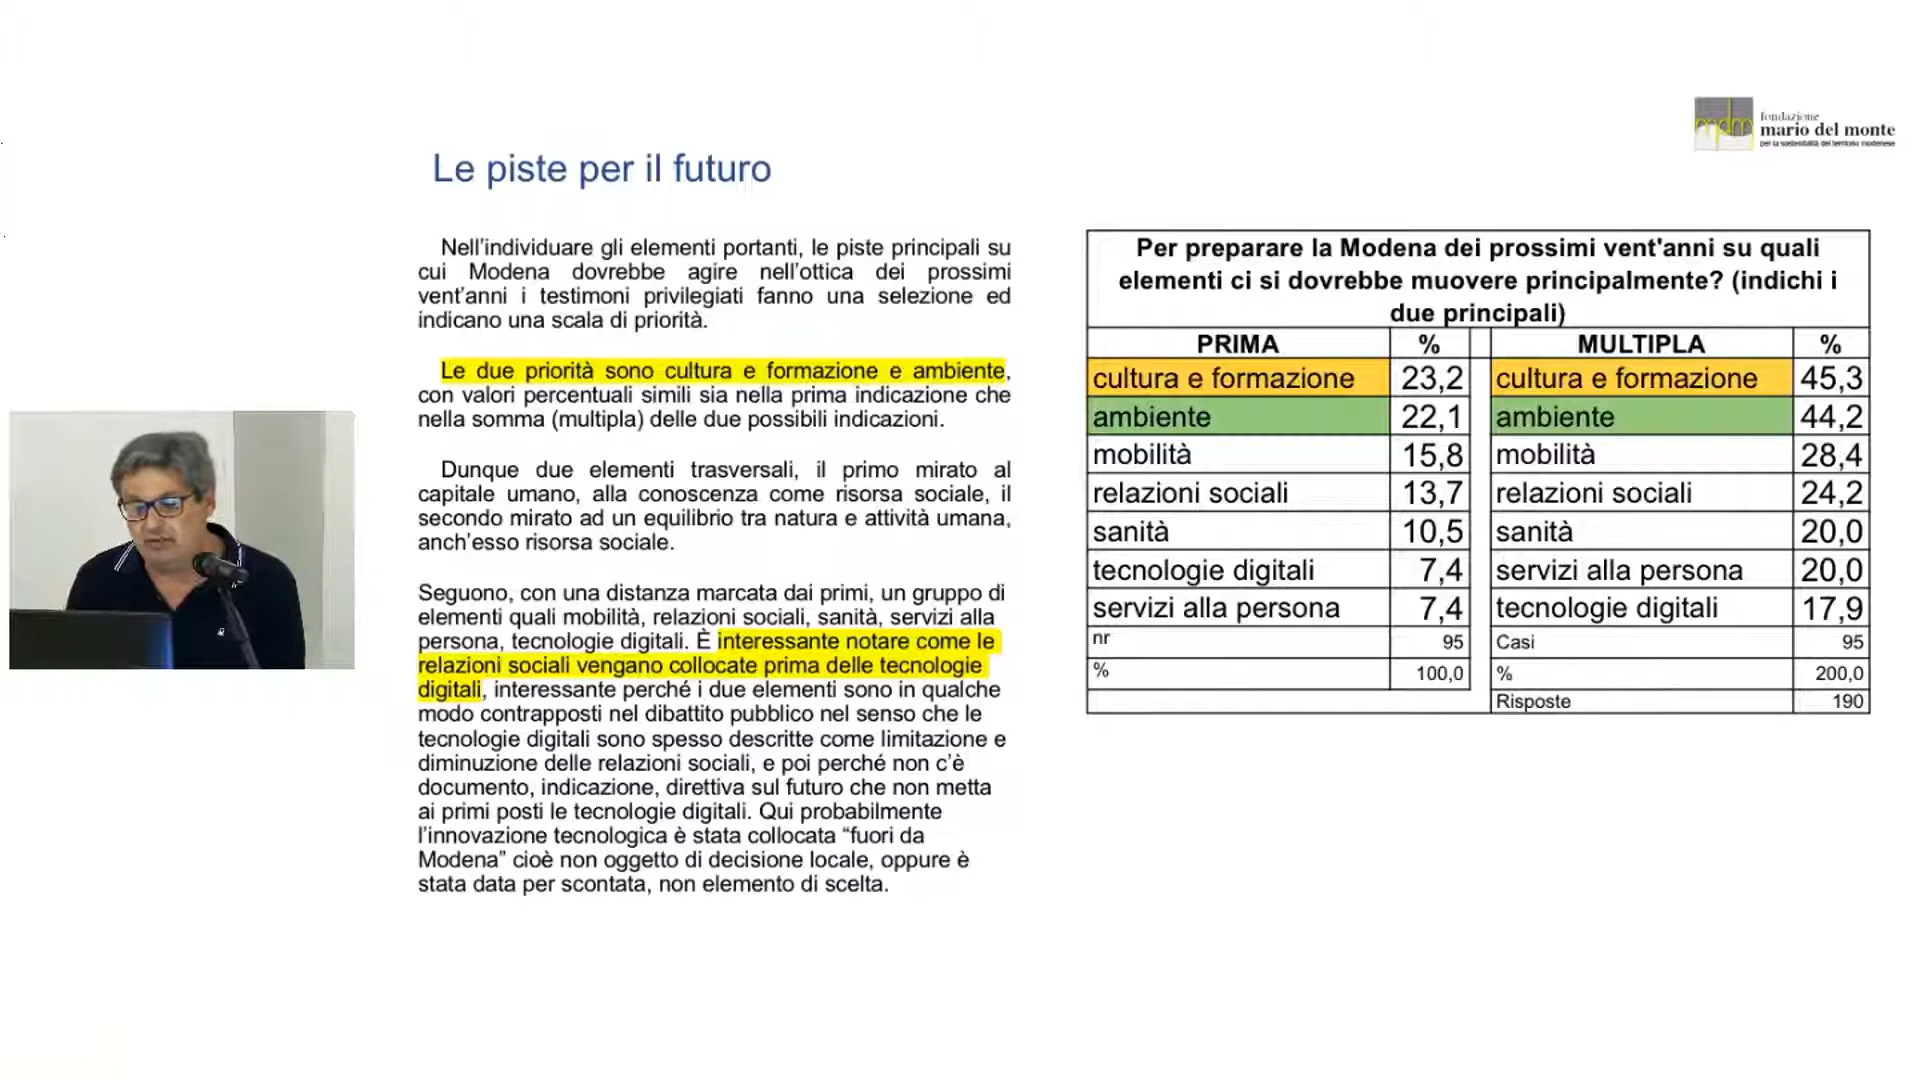 fondazione
mario del monte
per la sostenibilità del territorio modenese
Le piste per il futuro
Nell'individuare gli elementi portanti, le piste principali su
cui Modena dovrebbe agire nell'ottica dei prossimi
vent'anni i testimoni privilegiati fanno una selezione ed
indicano una scala di priorità.
Le due priorità sono cultura e formazione e ambiente,
con valori percentuali simili sia nella prima indicazione che
nella somma (multipla) delle due possibili indicazioni.
Dunque due elementi trasversali, il primo mirato al
capitale umano, alla conoscenza come risorsa sociale, il
secondo mirato ad un equilibrio tra natura e attività umana,
anch'esso risorsa sociale.
Seguono, con una distanza marcata dai primi, un gruppo di
elementi quali mobilità, relazioni sociali, sanità, servizi alla
persona, tecnologie digitali. È interessante notare come le
relazioni sociali vengano collocate prima delle tecnologie
digitali, interessante perché i due elementi sono in qualche
modo contrapposti nel dibattito pubblico nel senso che le
tecnologie digitali sono spesso descritte come limitazione e
diminuzione delle relazioni sociali, e poi perché non c'è
documento, indicazione, direttiva sul futuro che non metta
ai primi posti le tecnologie digitali. Qui probabilmente
l'innovazione tecnologica è stata collocata “fuori da
Modena” cioè non oggetto di decisione locale, oppure è
stata data per scontata, non elemento di scelta.
Per preparare la Modena dei prossimi vent'anni su quali
elementi ci si dovrebbe muovere principalmente? (indichi i
due principali)
PRIMA % MULTIPLA %
cultura e formazione 23,2 cultura e formazione 45,3
ambiente 22,1 ambiente 44,2
mobilità 15,8 mobilità 28,4
relazioni sociali 13,7 relazioni sociali 24,2
sanità 10,5 sanità 20,0
tecnologie digitali 7,4 servizi alla persona 20,0
servizi alla persona 7,4 tecnologie digitali 17,9
nr 95 Casi 95
% 100,0 % 200,0
Risposte 190